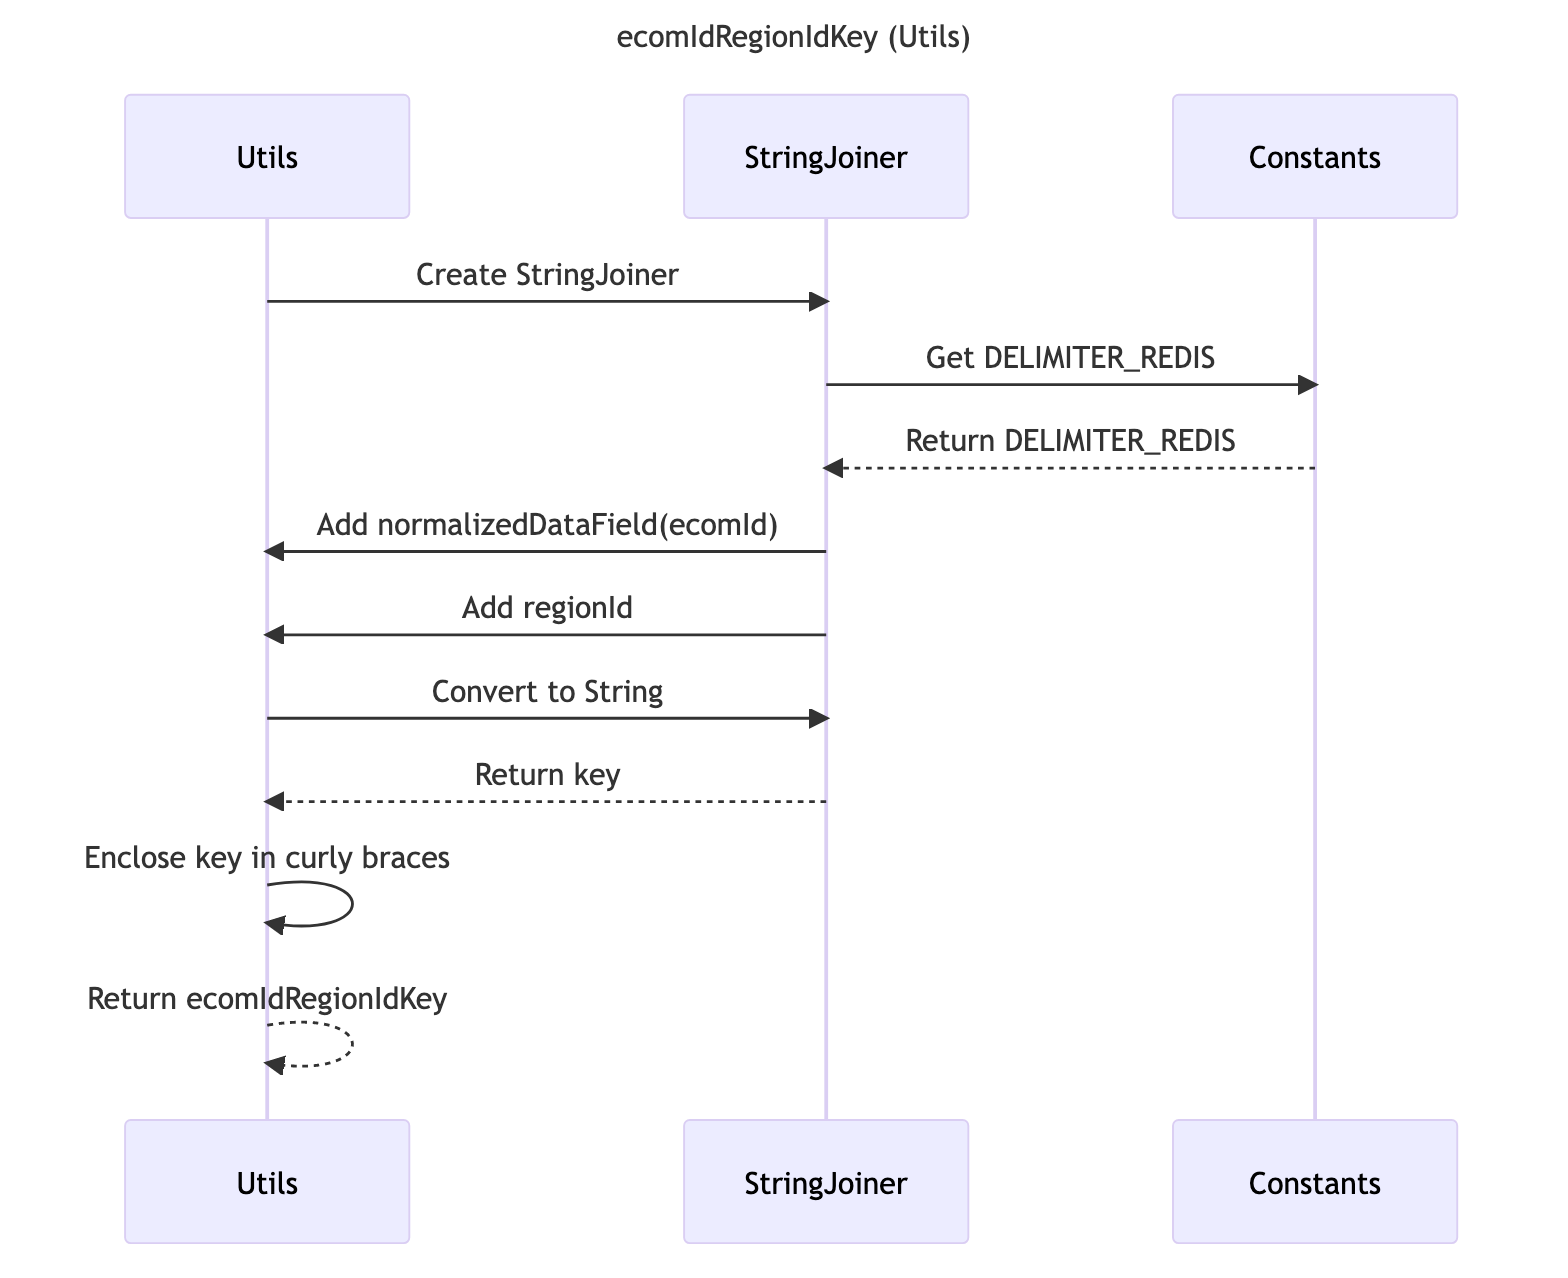 ecomIdRegionIdKey (Utils)
Utils
StringJoiner
Constants
Create StringJoiner
Get DELIMITER_REDIS
Return DELIMITER_REDIS
Add normalizedDataField(ecomId)
Add regionId
Convert to String
Return key
Enclose key in curly braces
Return ecomIdRegionIdKey
Utils
StringJoiner
Constants